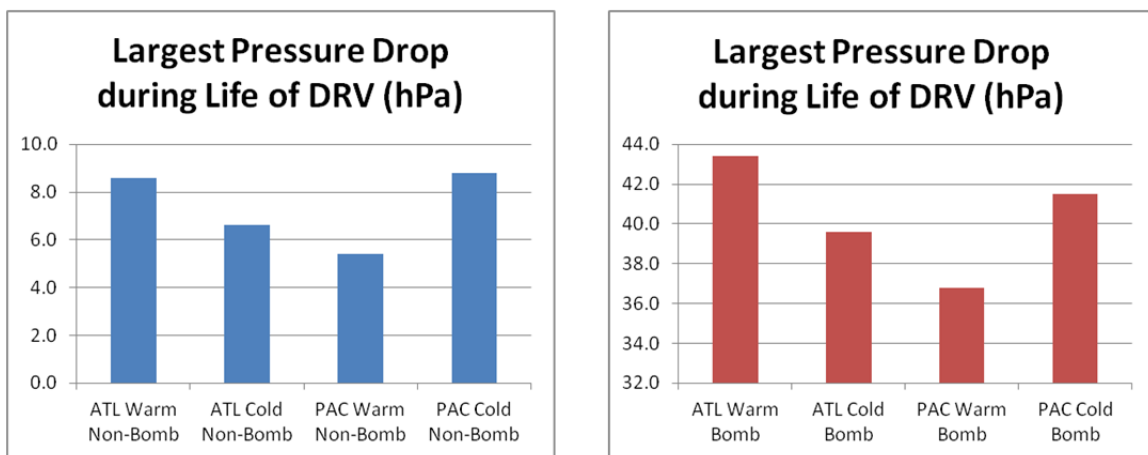 Largest Pressure Drop
during Life of DRV (hPa)
10.0
8.0
6.0
4.0
2.0
0.0
ATL Warm ATL Cold PAC Warm PAC Cold
Non-Bomb Non-Bomb Non-Bomb Non-Bomb
Largest Pressure Drop
during Life of DRV (hPa)
44.0
42.0
40.0
38.0
36.0
34.0
32.0
ATL Warm ATL Cold PAC Warm PAC Cold
Bomb Bomb Bomb Bomb